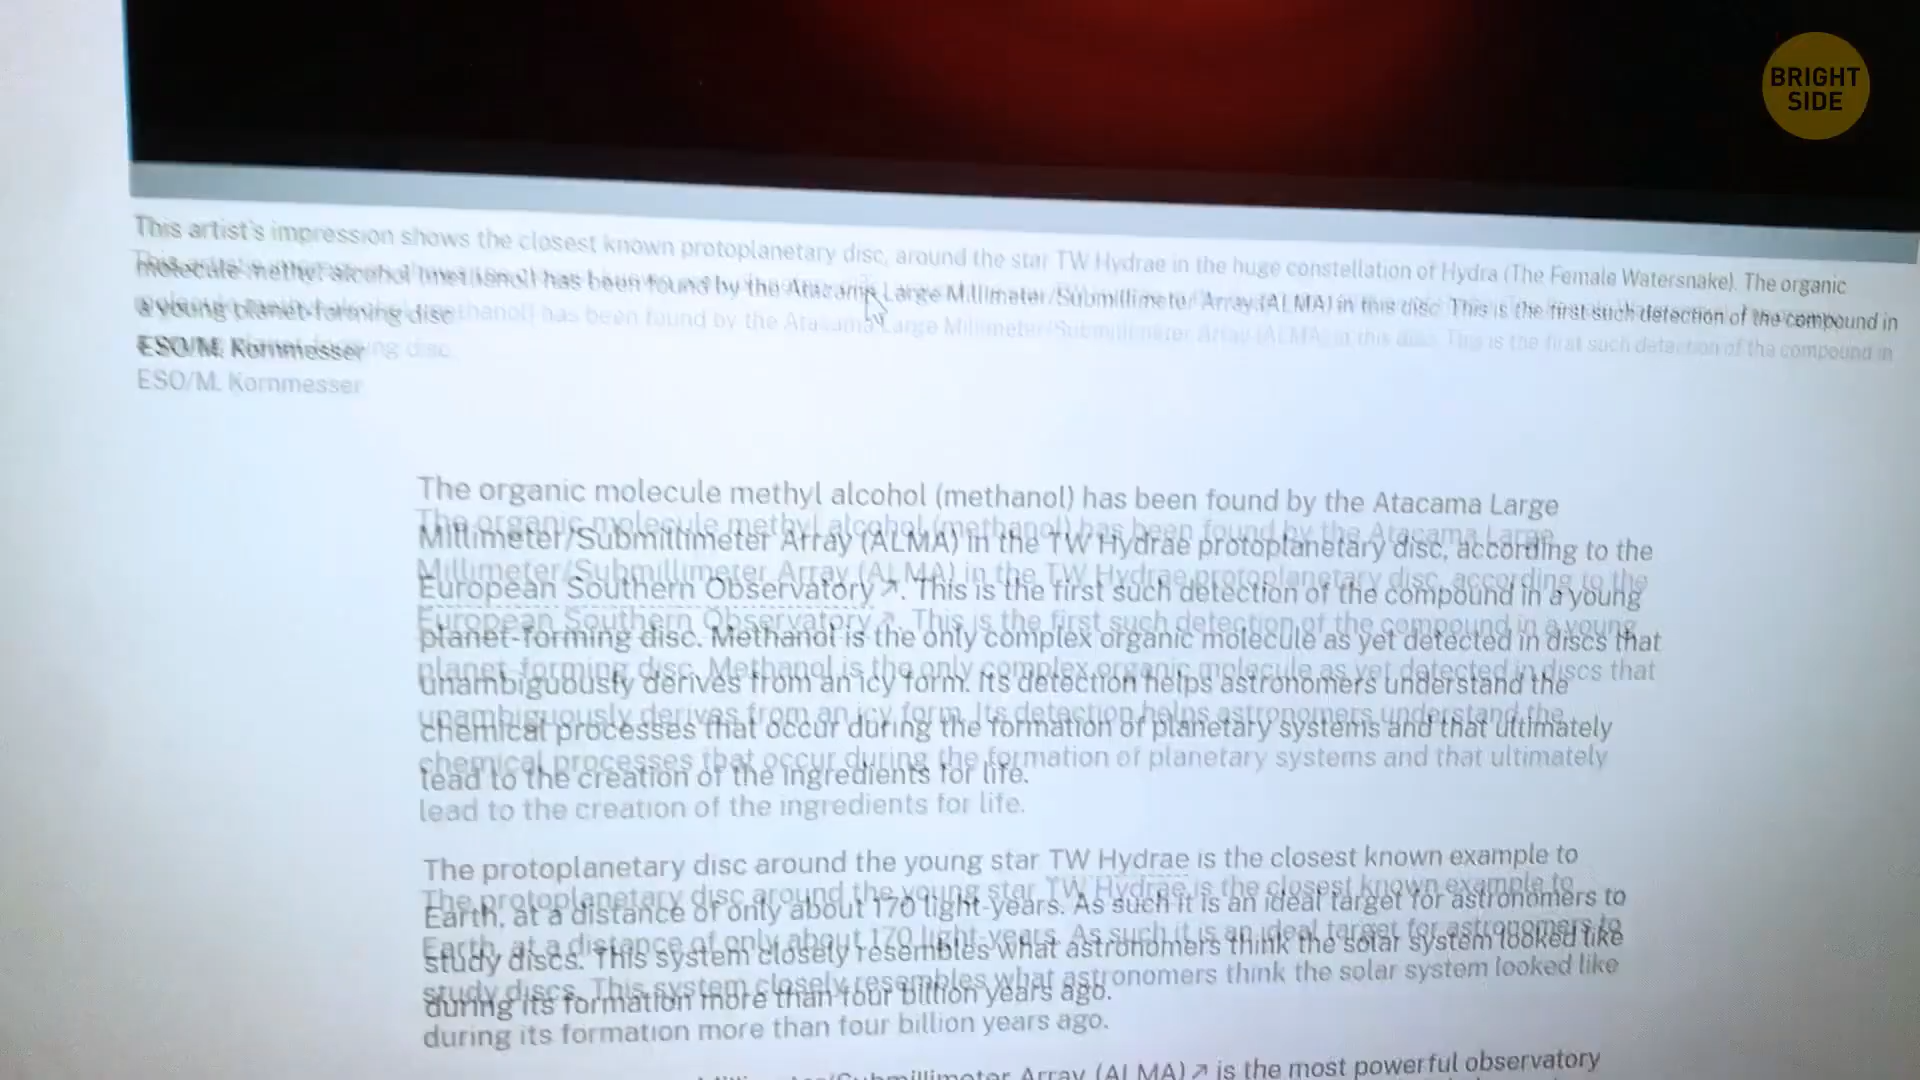 BRIGHT
SIDE
This artist's impression shows the closest known protoplanetary disc, around the star TW Hydrae in the huge constellation of Hydra (The Female Watersnake). The organic
molecule methyl alcohol (methanol) has been found by the Atacama Large Millimeter/Submillimeter Array (ALMA) in this disc. This is the first such detection of the compound in
a young planet-forming disc
ESO/M. Kornmesser
The organic molecule methyl alcohol (methanol) has been found by the Atacama Large
Millimeter/Submillimeter Array (ALMA) in the TW Hydrae protoplanetary disc, according to the
European Southern Observatory↗. This is the first such detection of the compound in a young
planet-forming disc. Methanol is the only complex organic molecule as yet detected in discs that
unambiguously derives from an icy form. Its detection helps astronomers understand the
chemical processes that occur during the formation of planetary systems and that ultimately
lead to the creation of the ingredients for life.
The protoplanetary disc around the young star TW Hydrae is the closest known example to
Earth, at a distance of only about 170 light-years. As such it is an ideal target for astronomers to
study discs. This system closely resembles what astronomers think the solar system looked like
during its formation more than four billion years ago.
Array (ALMA)↗ is the most powerful observatory